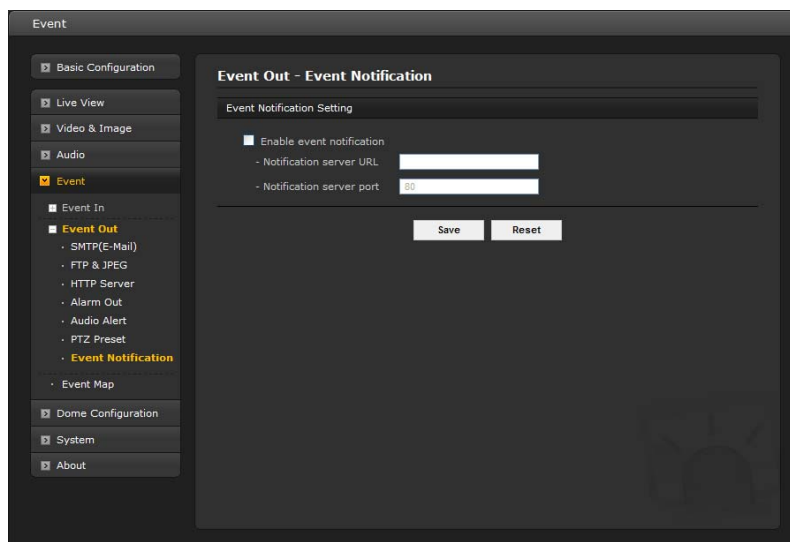 Event
Basic Configuration
Live View
Video & Image
Audio
Event
Event In
Event Out
· SMTP(E-Mail)
· FTP & JPEG
· HTTP Server
· Alarm Out
· Audio Alert
· PTZ Preset
· Event Notification
· Event Map
Dome Configuration
System
About
Event Out - Event Notification
Event Notification Setting
Enable event notification
- Notification server URL
- Notification server port 80
Save Reset